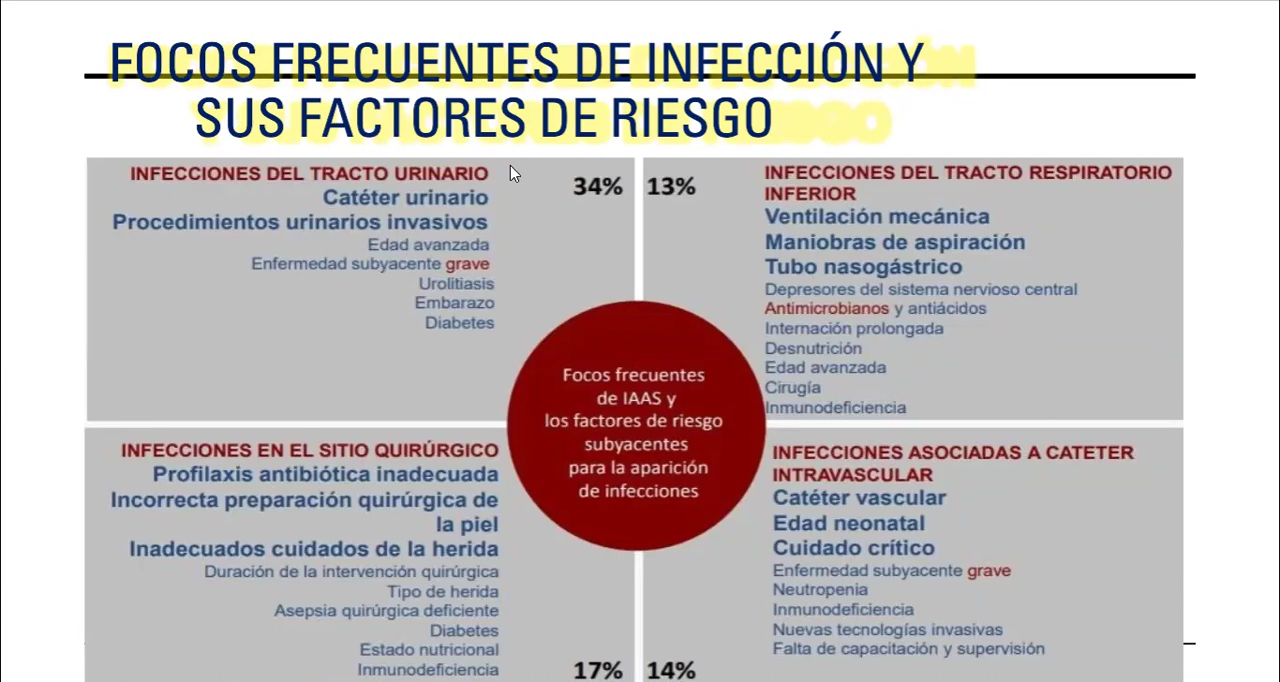 FOCOS FRECUENTES DE INFECCIÓN Y
SUS FACTORES DE RIESGO
INFECCIONES DEL TRACTO URINARIO
34%
Catéter urinario
Procedimientos urinarios invasivos
Edad avanzada
Enfermedad subyacente grave
Urolitiasis
Embarazo
Diabetes
13%
INFECCIONES DEL TRACTO RESPIRATORIO
INFERIOR
Ventilación mecánica
Maniobras de aspiración
Tubo nasogástrico
Depresores del sistema nervioso central
Antimicrobianos y antiácidos
Internación prolongada
Desnutrición
Edad avanzada
Cirugía
Inmunodeficiencia
Focos frecuentes
de IAAS y
los factores de riesgo
subyacentes
para la aparición
de infecciones
INFECCIONES EN EL SITIO QUIRÚRGICO
Profilaxis antibiótica inadecuada
Incorrecta preparación quirúrgica de
la piel
Inadecuados cuidados de la herida
Duración de la intervención quirúrgica
Tipo de herida
Asepsia quirúrgica deficiente
Diabetes
Estado nutricional
Inmunodeficiencia
17%
INFECCIONES ASOCIADAS A CATETER
INTRAVASCULAR
Catéter vascular
Edad neonatal
Cuidado crítico
Enfermedad subyacente grave
Neutropenia
Inmunodeficiencia
Nuevas tecnologías invasivas
Falta de capacitación y supervisión
14%